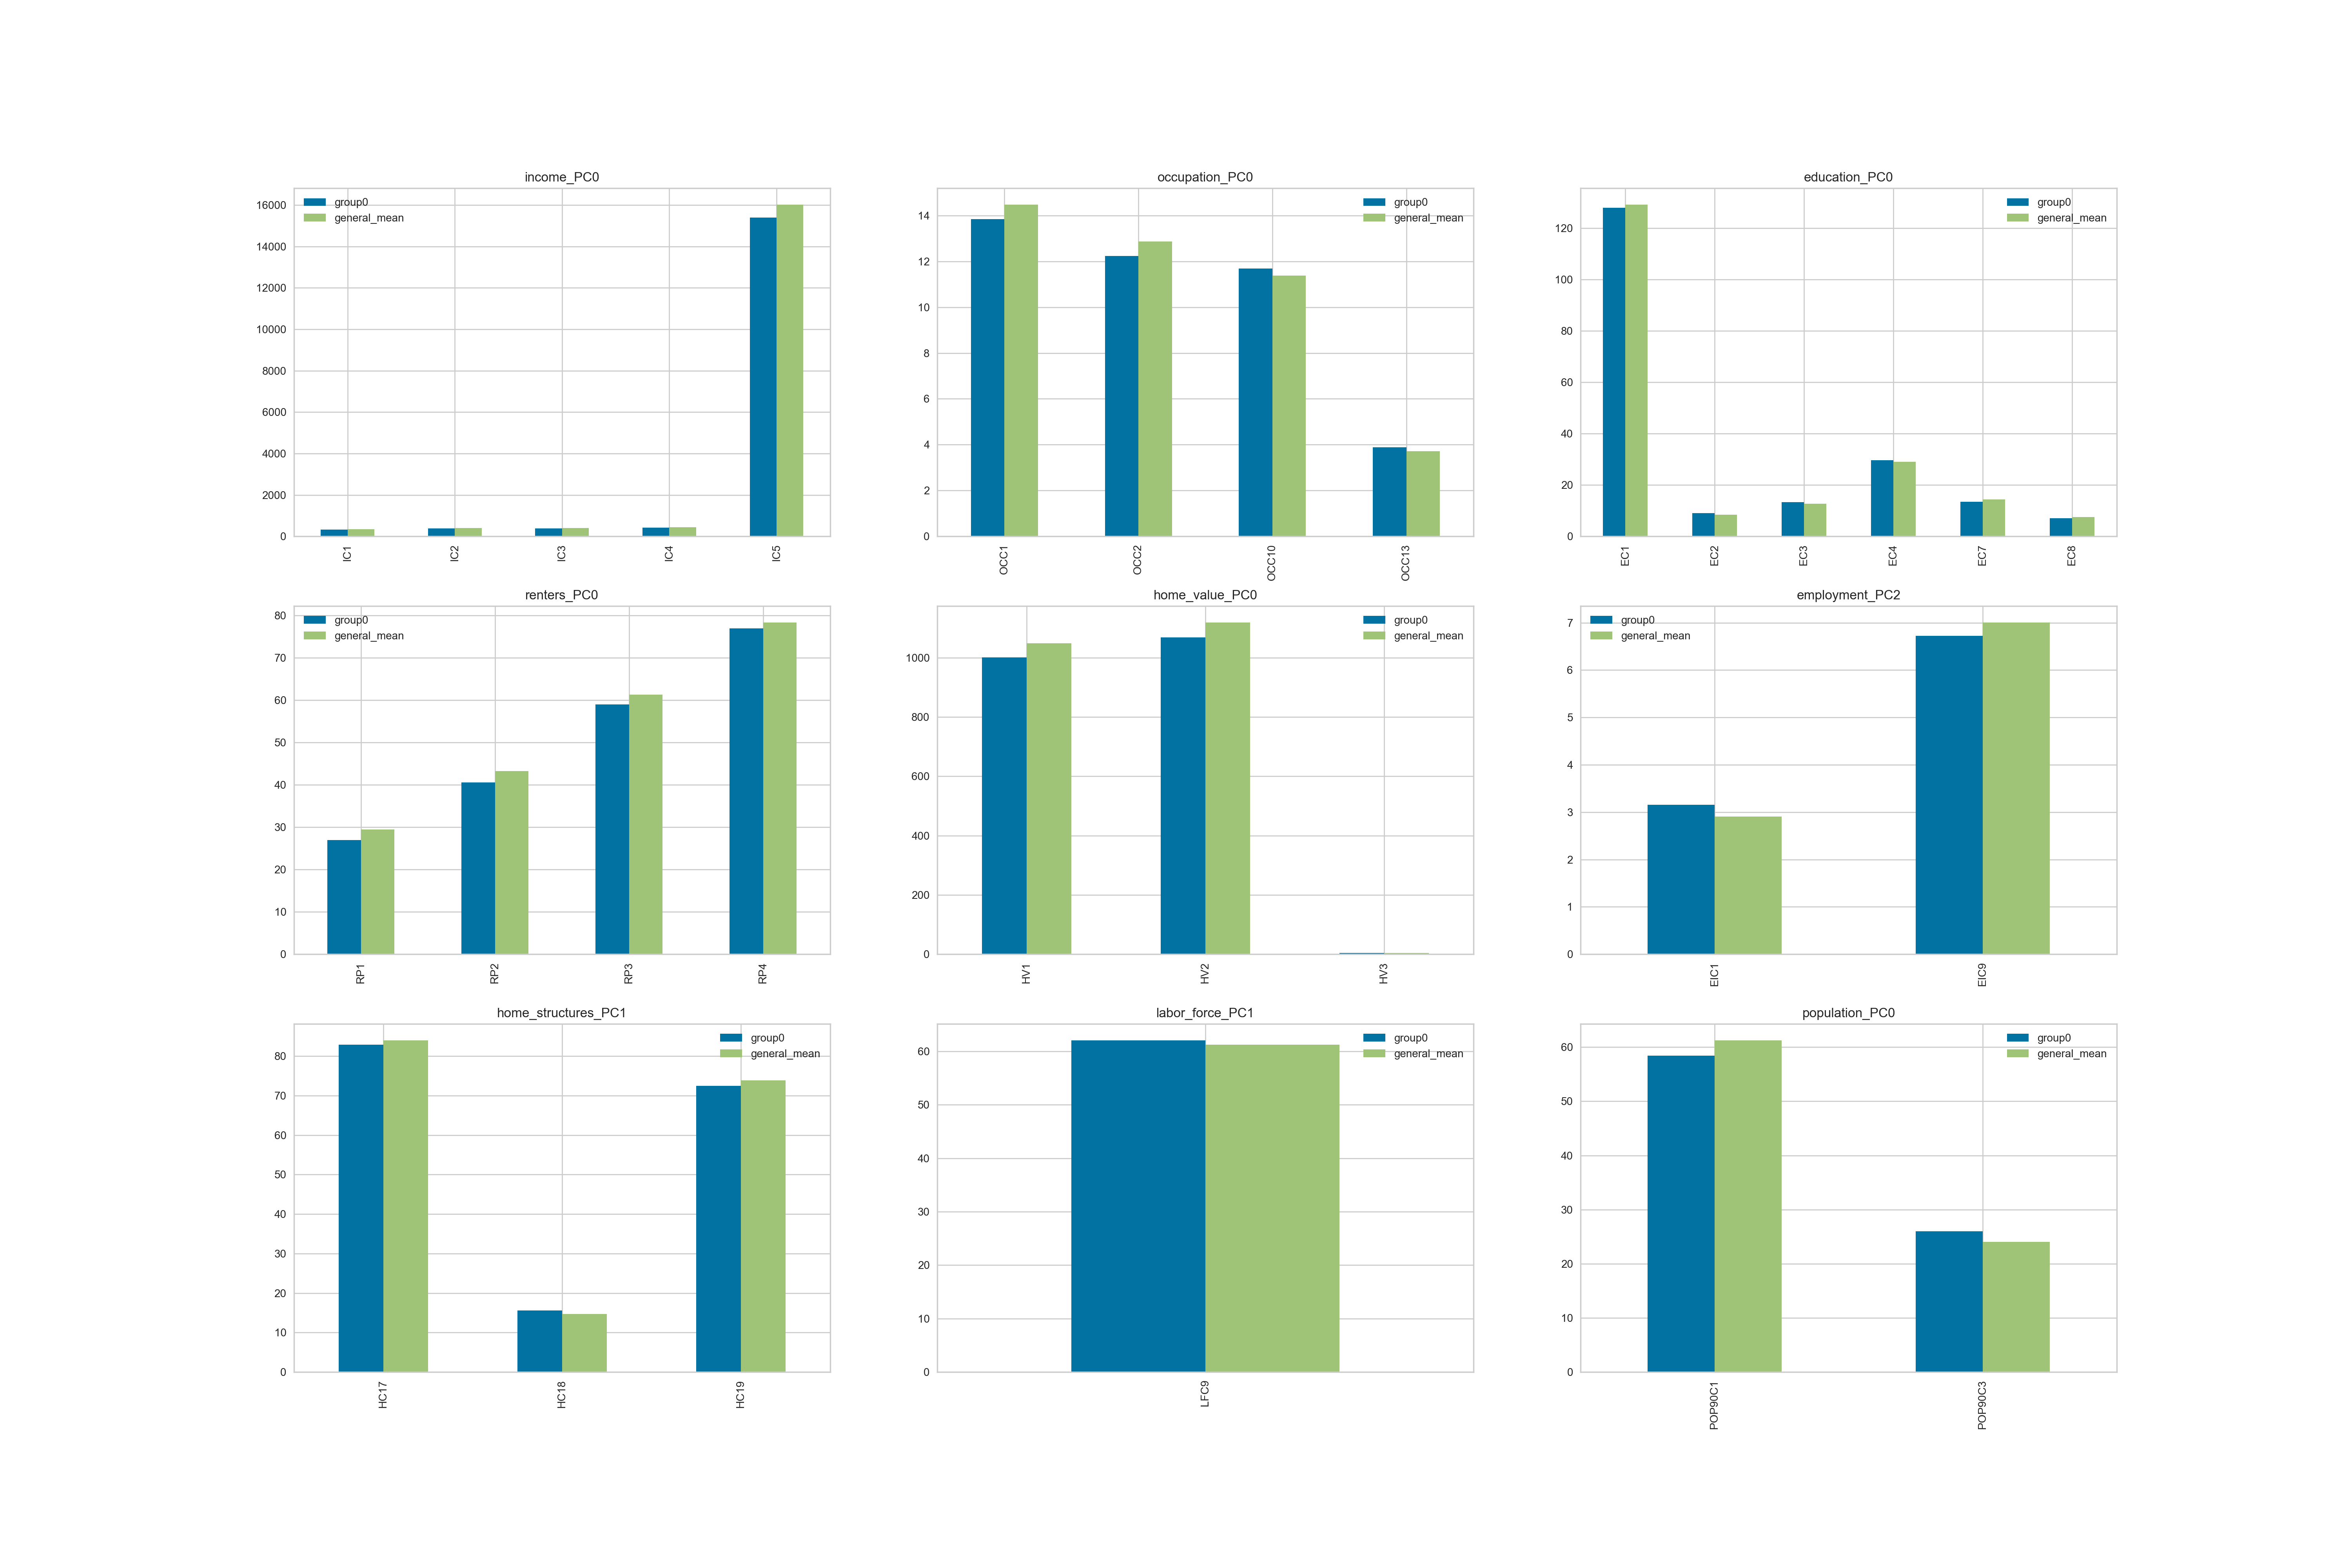 income_PC0
group0
general_mean
16000
14000
12000
10000
8000
6000
4000
2000
0
IC1
IC2
IC3
IC4
IC5
occupation_PC0
group0
general_mean
14
12
10
8
6
4
2
0
OCC1
OCC2
OCC10
OCC13
education_PC0
group0
general_mean
120
100
80
60
40
20
0
EC1
EC2
EC3
EC4
EC7
EC8
renters_PC0
group0
general_mean
80
70
60
50
40
30
20
10
0
RP1
RP2
RP3
RP4
home_value_PC0
group0
general_mean
1000
800
600
400
200
0
HV1
HV2
HV3
employment_PC2
group0
general_mean
7
6
5
4
3
2
1
0
EIC1
EIC9
home_structures_PC1
group0
general_mean
80
70
60
50
40
30
20
10
0
HC17
HC18
HC19
labor_force_PC1
group0
general_mean
60
50
40
30
20
10
0
LFC9
population_PC0
group0
general_mean
60
50
40
30
20
10
0
POP90C1
POP90C3